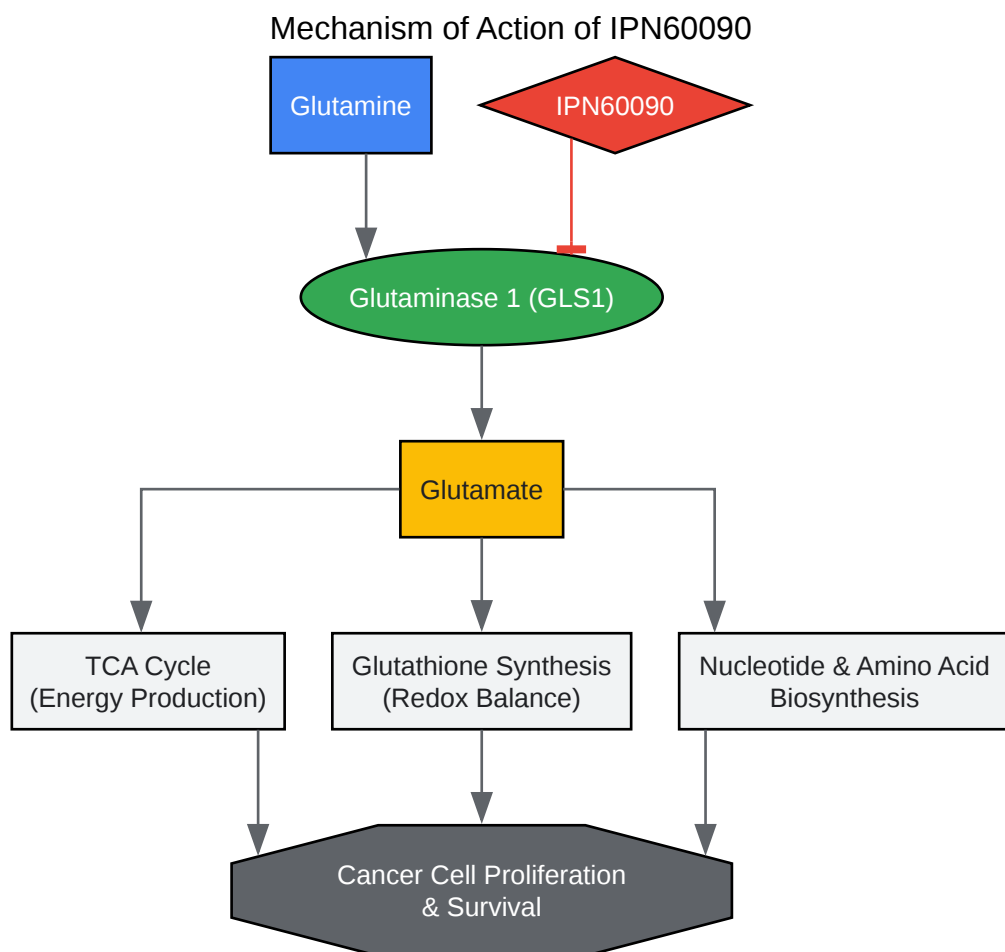 Mechanism of Action of IPN60090
Glutamine
IPN60090
Glutaminase 1 (GLS1)
Glutamate
TCA Cycle
(Energy Production)
Glutathione Synthesis
(Redox Balance)
Nucleotide & Amino Acid
Biosynthesis
Cancer Cell Proliferation
& Survival